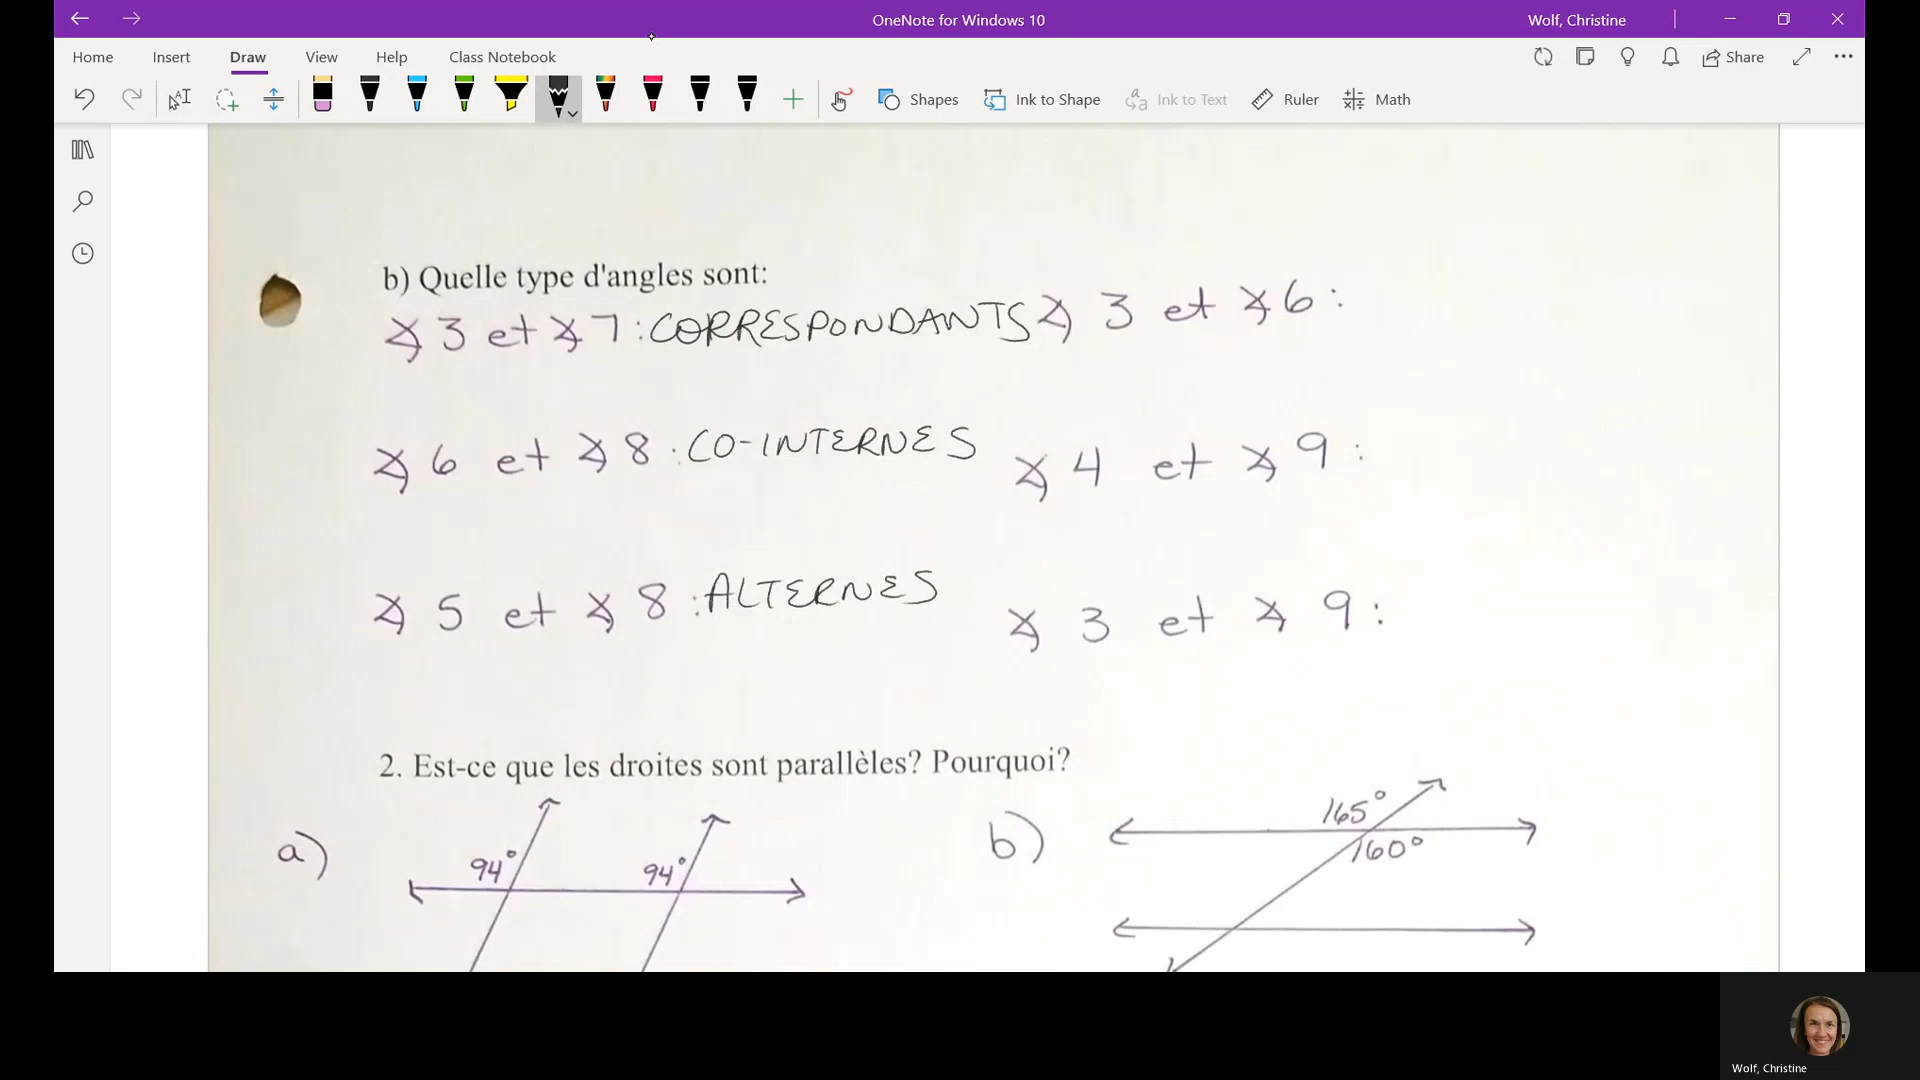 OneNote for Windows 10
Wolf, Christine
Home Insert Draw View Help Class Notebook
Share
Shapes Ink to Shape Ink to Text Ruler Math
b) Quelle type d'angles sont:
∢3 et ∢7 : CORRESPONDANTS ∢ 3 et ∢6 :
∢ 6 et ∢ 8 : CO-INTERNES ∢ 4 et ∢ 9 :
∢ 5 et ∢ 8 : ALTERNES ∢ 3 et ∢ 9 :
2. Est-ce que les droites sont parallèles? Pourquoi?
a) 94° 94°
b) 165°
160°
Wolf, Christine